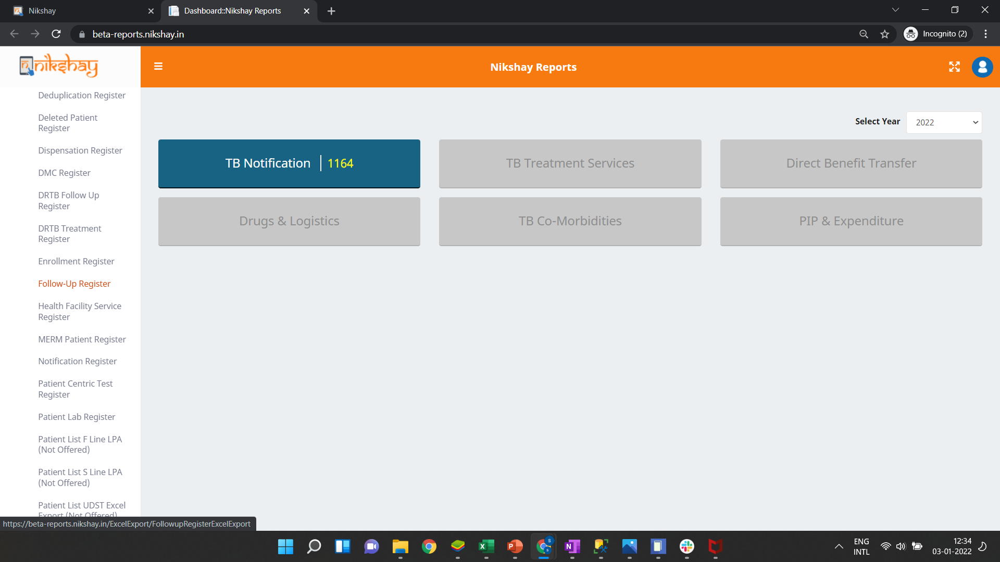 Nikshay
Dashboard::Nikshay Reports
beta-reports.nikshay.in
Incognito (2)
nikshay
Nikshay Reports
Deduplication Register
Deleted Patient
Register
Dispensation Register
DMC Register
DRTB Follow Up
Register
DRTB Treatment
Register
Enrollment Register
Follow-Up Register
Health Facility Service
Register
MERM Patient Register
Notification Register
Patient Centric Test
Register
Patient Lab Register
Patient List F Line LPA
(Not Offered)
Patient List S Line LPA
(Not Offered)
Patient List UDST Excel
Export (Not Offered)
Select Year
2022
TB Notification 1164
TB Treatment Services
Direct Benefit Transfer
Drugs & Logistics
TB Co-Morbidities
PIP & Expenditure
https://beta-reports.nikshay.in/ExcelExport/FollowupRegisterExcelExport
ENG
INTL
12:34
03-01-2022